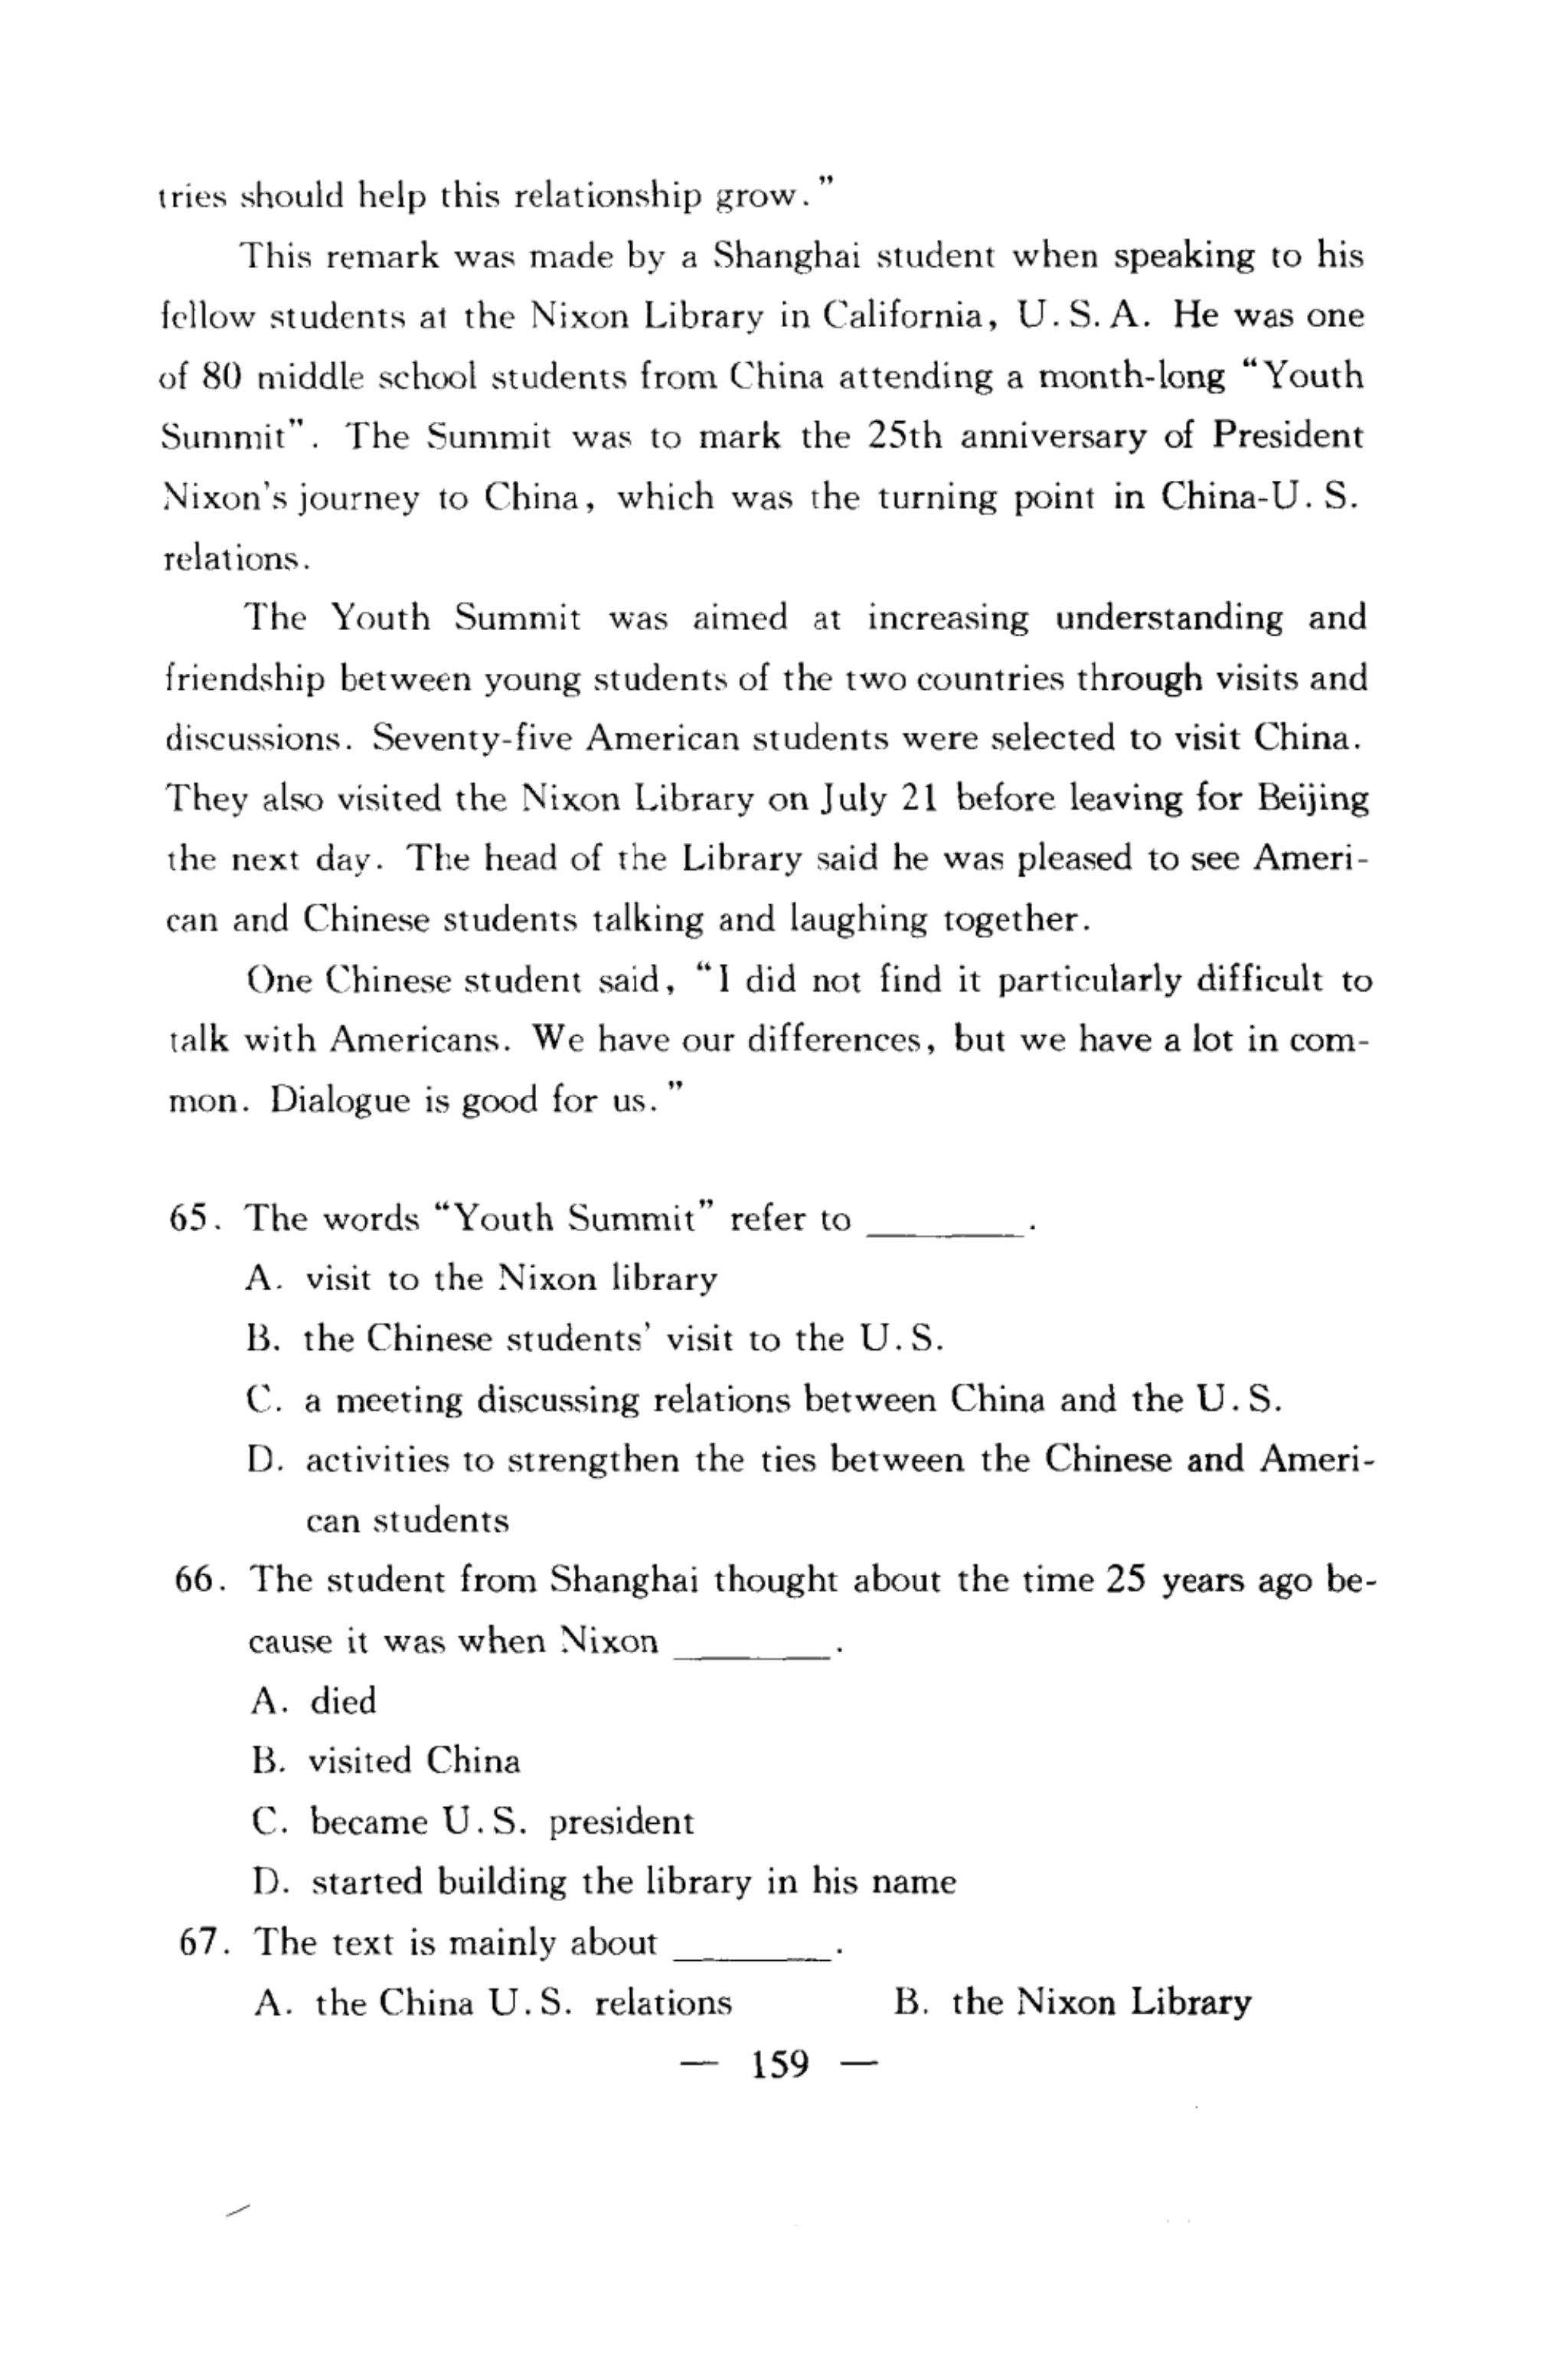 tries should help this relationship grow."
This remark was made by a Shanghai student when speaking to his
fellow students at the Nixon Library in California, U.S.A. He was one
of 80 middle school students from China attending a month-long "Youth
Summit". The Summit was to mark the 25th anniversary of President
Nixon's journey to China, which was the turning point in China-U.S.
relations.
The Youth Summit was aimed at increasing understanding and
friendship between young students of the two countries through visits and
discussions. Seventy-five American students were selected to visit China.
They also visited the Nixon Library on July 21 before leaving for Beijing
the next day. The head of the Library said he was pleased to see Ameri-
can and Chinese students talking and laughing together.
One Chinese student said, "I did not find it particularly difficult to
talk with Americans. We have our differences, but we have a lot in com-
mon. Dialogue is good for us."
65. The words "Youth Summit" refer to ______.
A. visit to the Nixon library
B. the Chinese students' visit to the U.S.
C. a meeting discussing relations between China and the U.S.
D. activities to strengthen the ties between the Chinese and Ameri-
can students
66. The student from Shanghai thought about the time 25 years ago be-
cause it was when Nixon ______.
A. died
B. visited China
C. became U.S. president
D. started building the library in his name
67. The text is mainly about ______.
A. the China U.S. relations B. the Nixon Library
— 159 —